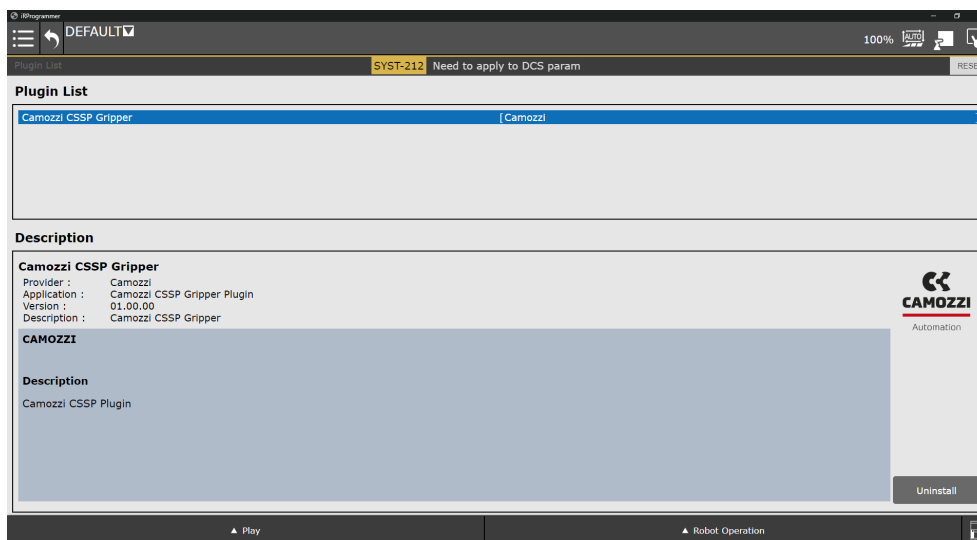 iRProgrammer
DEFAULT
100% AUTO
Plugin List SYST-212 Need to apply to DCS param RESE
Plugin List
Camozzi CSSP Gripper [Camozzi ]
Description
Camozzi CSSP Gripper
Provider : Camozzi
Application : Camozzi CSSP Gripper Plugin
Version : 01.00.00
Description : Camozzi CSSP Gripper
CAMOZZI
Automation
CAMOZZI
Description
Camozzi CSSP Plugin
Uninstall
▲ Play ▲ Robot Operation